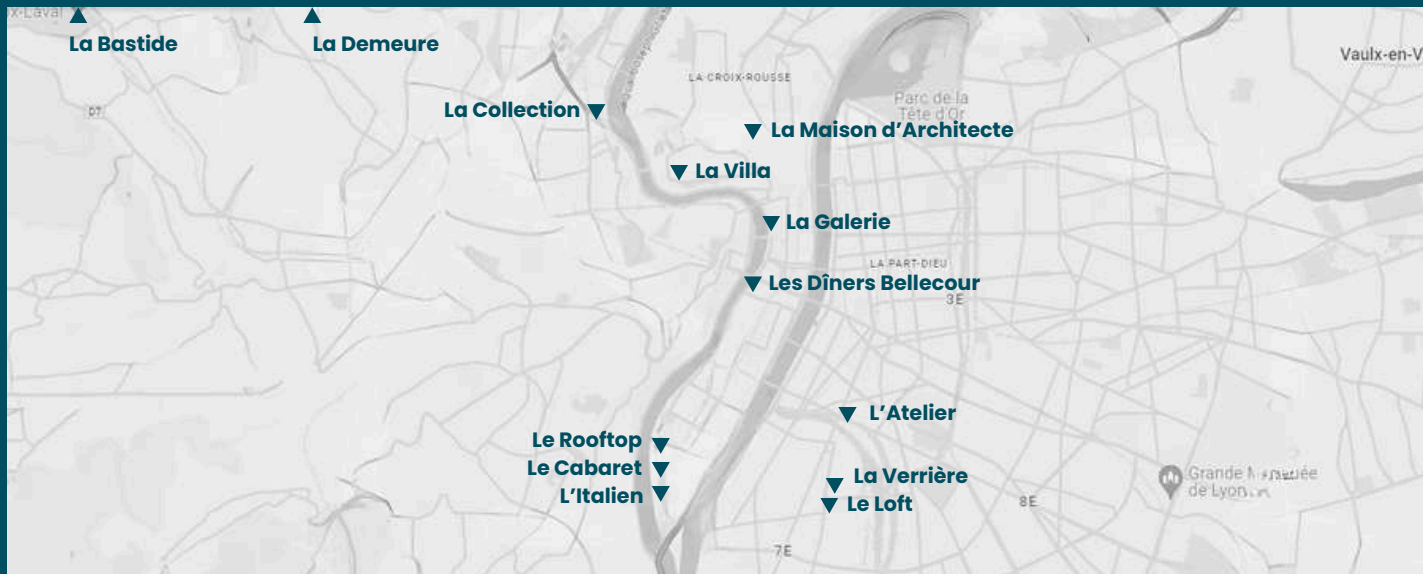 La Bastide
La Demeure
Vaulx-en-V
LA CROIX-ROUSSE
La Collection
D7
Parc de la
Tête d'Or
La Maison d’Architecte
La Villa
La Galerie
LA PART-DIEU
Les Dîners Bellecour
3E
L’Atelier
Le Rooftop
Le Cabaret
L’Italien
La Verrière
Le Loft
Grande
de Lyon
8E
7E